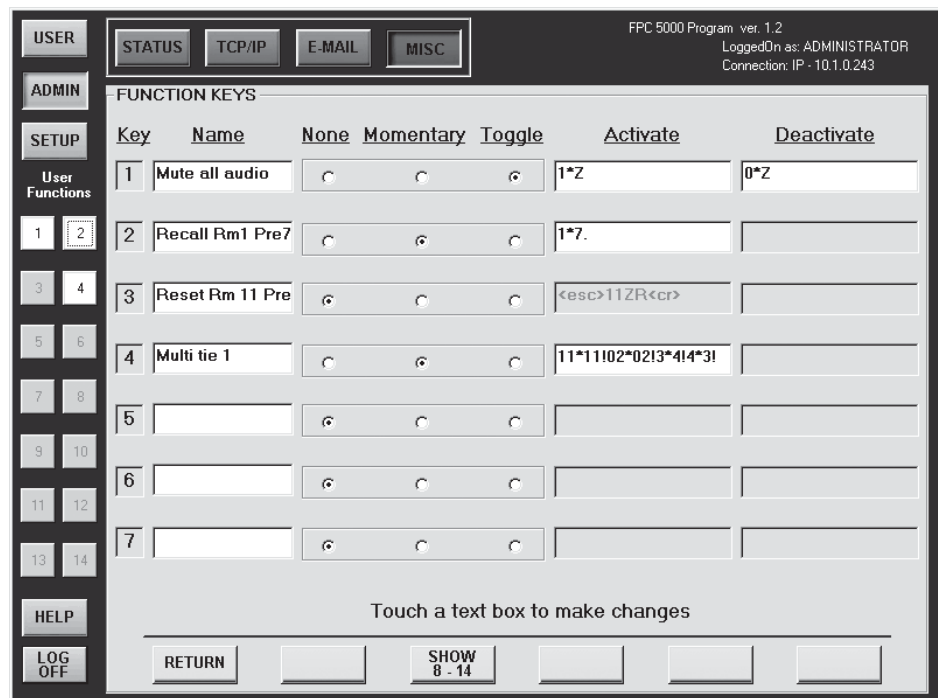 USER
STATUS TCP/IP E-MAIL MISC
FPC 5000 Program ver. 1.2
LoggedOn as: ADMINISTRATOR
Connection: IP - 10.1.0.243
ADMIN
SETUP
User
Functions
1 2
3 4
5 6
7 8
9 10
11 12
13 14
HELP
LOG
OFF
FUNCTION KEYS
Key Name None Momentary Toggle Activate Deactivate
1 Mute all audio 1*Z 0*Z
2 Recall Rm1 Pre7 1*7.
3 Reset Rm 11 Pre <esc>11ZR<cr>
4 Multi tie 1 11*11!02*02!3*4!4*3!
5
6
7
Touch a text box to make changes
RETURN
SHOW
8 - 14